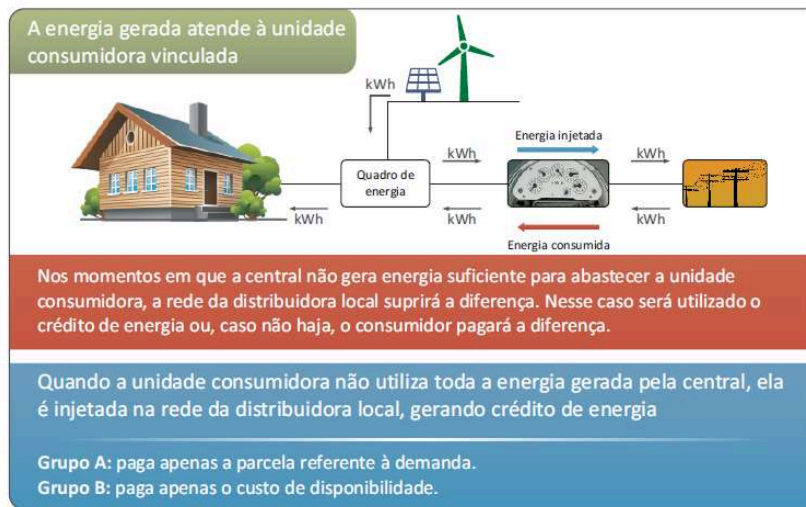 A energia gerada atende à unidade
consumidora vinculada
kWh
Energia injetada
kWh
kWh
Quadro de
energia
kWh
kWh
kWh
Energia consumida
Nos momentos em que a central não gera energia suficiente para abastecer a unidade
consumidora, a rede da distribuidora local suprirá a diferença. Nesse caso será utilizado o
crédito de energia ou, caso não haja, o consumidor pagará a diferença.
Quando a unidade consumidora não utiliza toda a energia gerada pela central, ela
é injetada na rede da distribuidora local, gerando crédito de energia
Grupo A: paga apenas a parcela referente à demanda.
Grupo B: paga apenas o custo de disponibilidade.